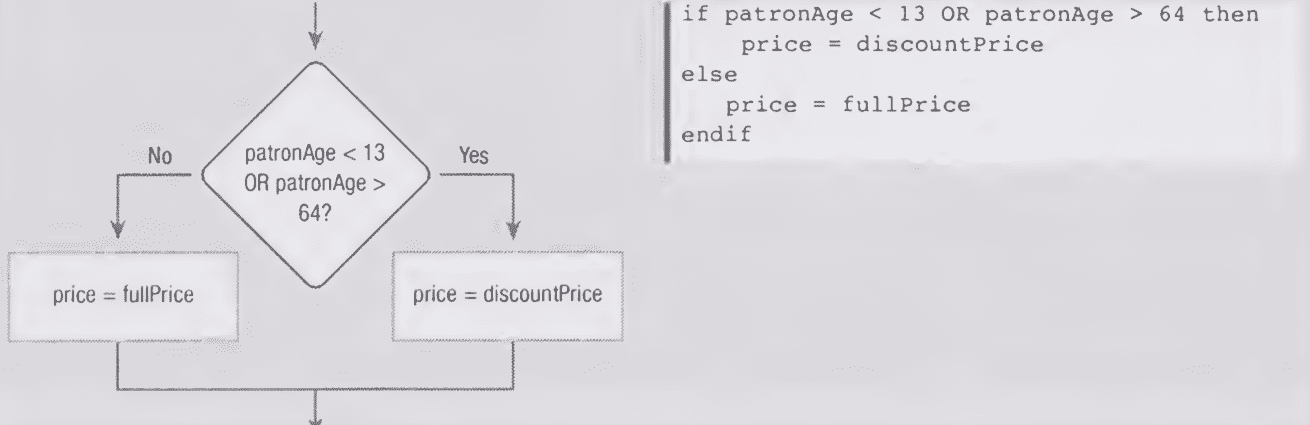 if patronAge < 13 OR patronAge > 64 then
price = discountPrice
else
price = fullPrice
endif
No
patronAge < 13
OR patronAge >
64?
Yes
price = fullPrice
price = discountPrice